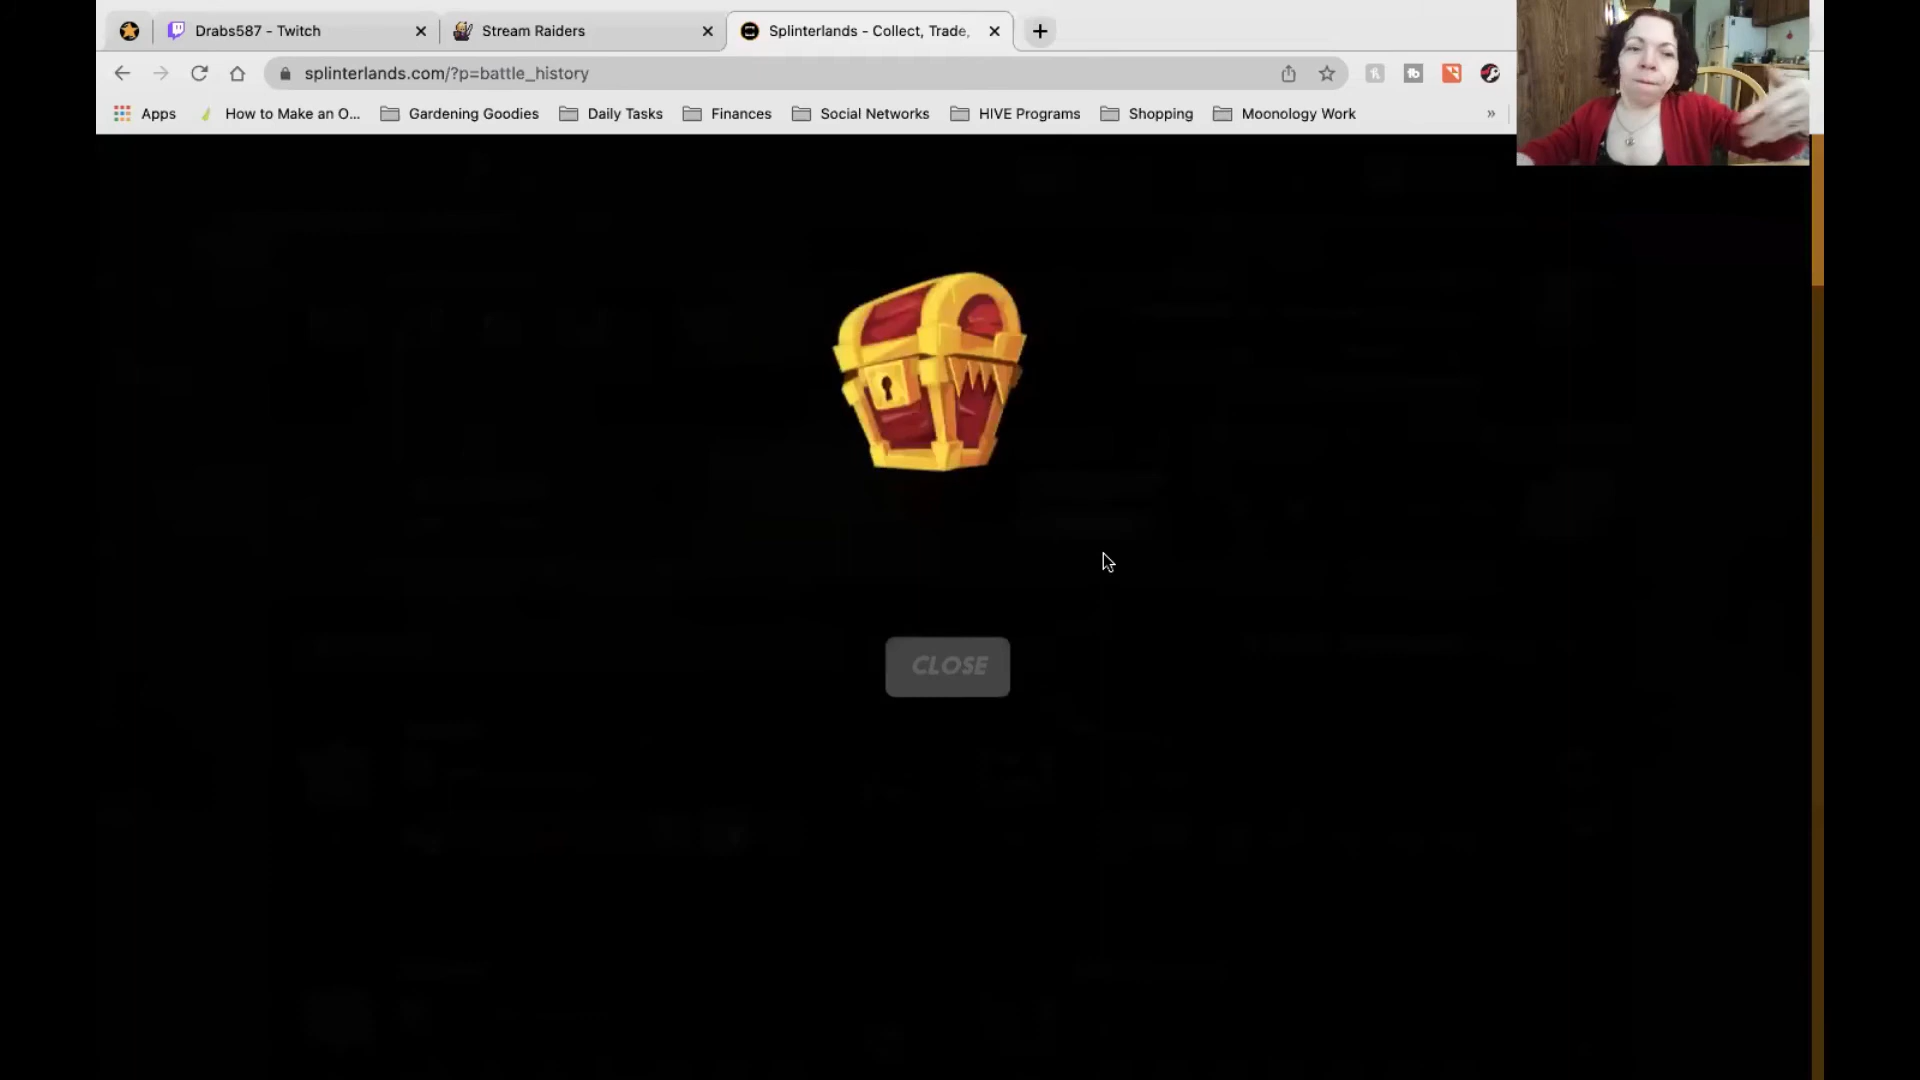 Drabs587 - Twitch
Stream Raiders
Splinterlands - Collect, Trade,
splinterlands.com/?p=battle_history
Apps
How to Make an O...
Gardening Goodies
Daily Tasks
Finances
Social Networks
HIVE Programs
Shopping
Moonology Work
»
CLOSE